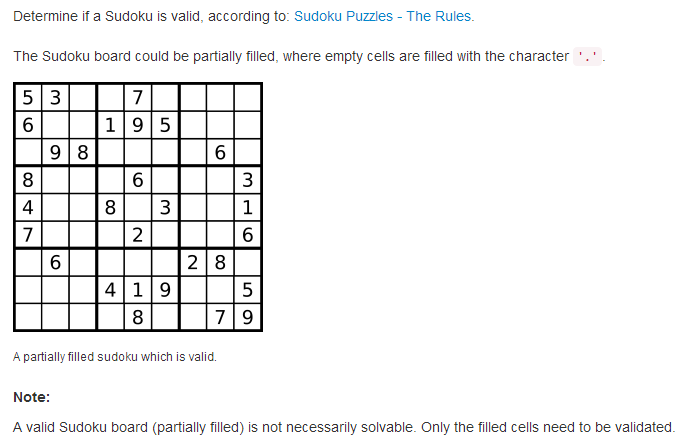 Determine if a Sudoku is valid, according to: Sudoku Puzzles - The Rules.
The Sudoku board could be partially filled, where empty cells are filled with the character '.'.
5 3 7
6 1 9 5
9 8 6
8 6 3
4 8 3 1
7 2 6
6 2 8
4 1 9 5
8 7 9
A partially filled sudoku which is valid.
Note:
A valid Sudoku board (partially filled) is not necessarily solvable. Only the filled cells need to be validated.